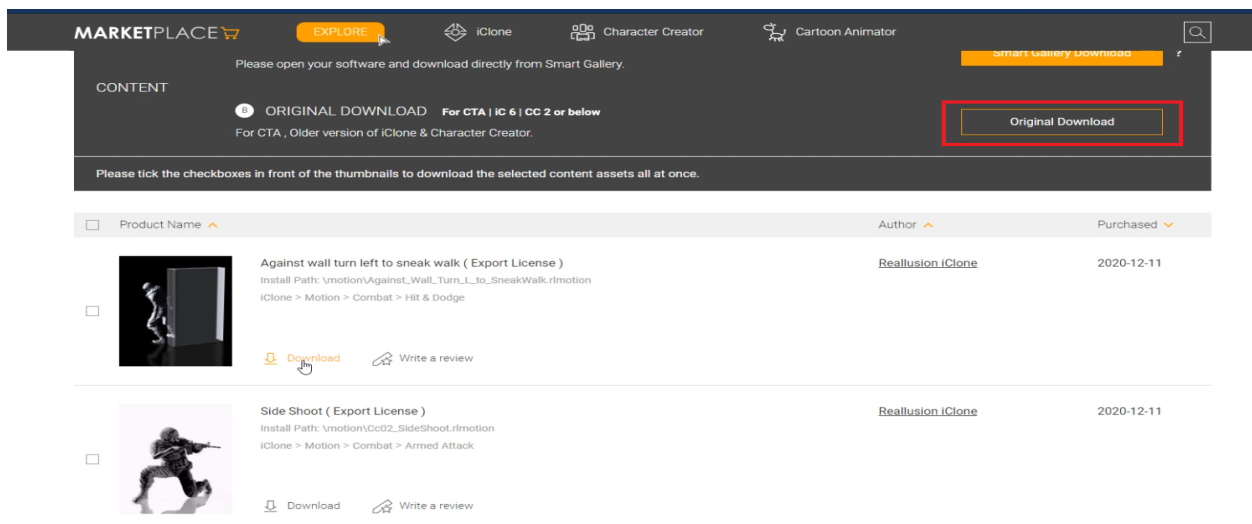 MARKETPLACE EXPLORE iClone Character Creator Cartoon Animator
Please open your software and download directly from Smart Gallery.
Smart Gallery Download ?
CONTENT
B ORIGINAL DOWNLOAD For CTA | iC 6 | CC 2 or below
Original Download
For CTA , Older version of iClone & Character Creator.
Please tick the checkboxes in front of the thumbnails to download the selected content assets all at once.
Product Name Author Purchased
Against wall turn left to sneak walk ( Export License ) Reallusion iClone 2020-12-11
Install Path: \motion\Against_Wall_Turn_L_to_SneakWalk.rlmotion
iClone > Motion > Combat > Hit & Dodge
Download Write a review
Side Shoot ( Export License ) Reallusion iClone 2020-12-11
Install Path: \motion\Cc02_SideShoot.rlmotion
iClone > Motion > Combat > Armed Attack
Download Write a review